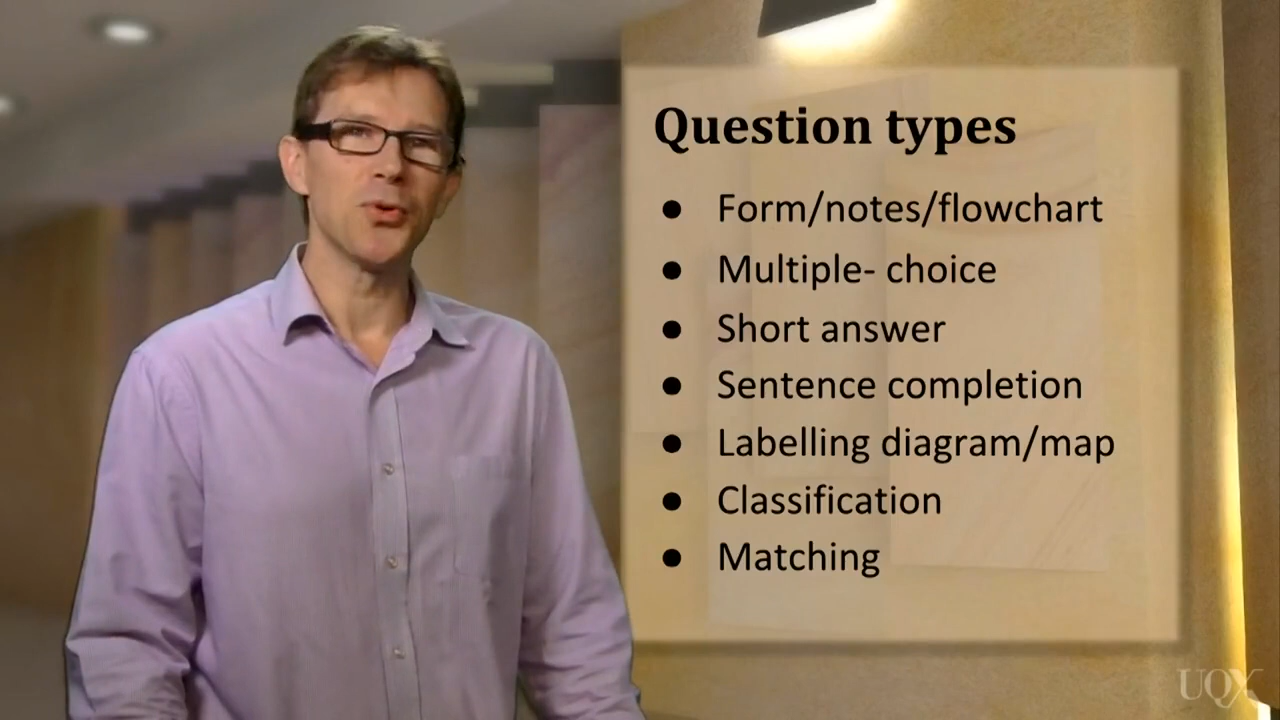 Question types
● Form/notes/flowchart
● Multiple- choice
● Short answer
● Sentence completion
● Labelling diagram/map
● Classification
● Matching
UQX